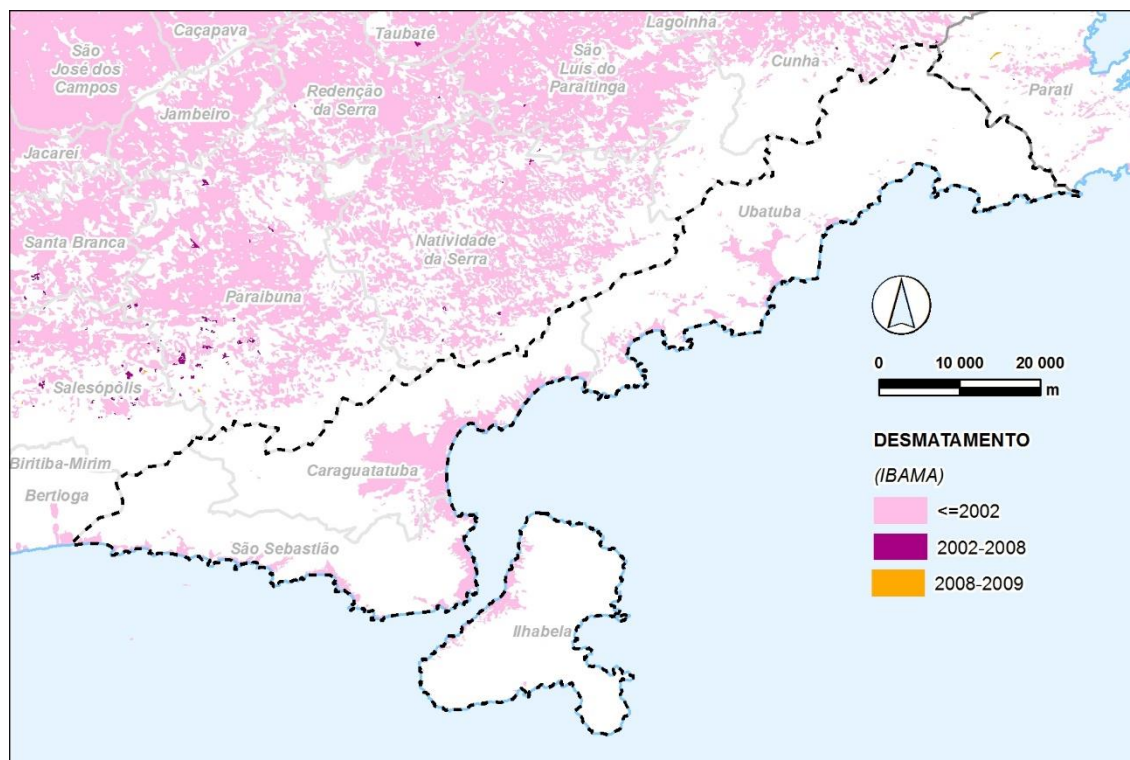 Lagoinha
Caçapava
Taubaté
São
José dos
Campos
São
Luis do
Paraitinga
Cunha
Redenção
da Serra
Parati
Jambeiro
Jacareí
Ubatuba
Santa Branca
Natividade
da Serra
Paraibuna
0 10 000 20 000
m
Salesópólis
DESMATAMENTO
Biritiba-Mirim
(IBAMA)
Caraguatatuba
Bertioga
<=2002
São Sebastião
2002-2008
2008-2009
Ilhabela